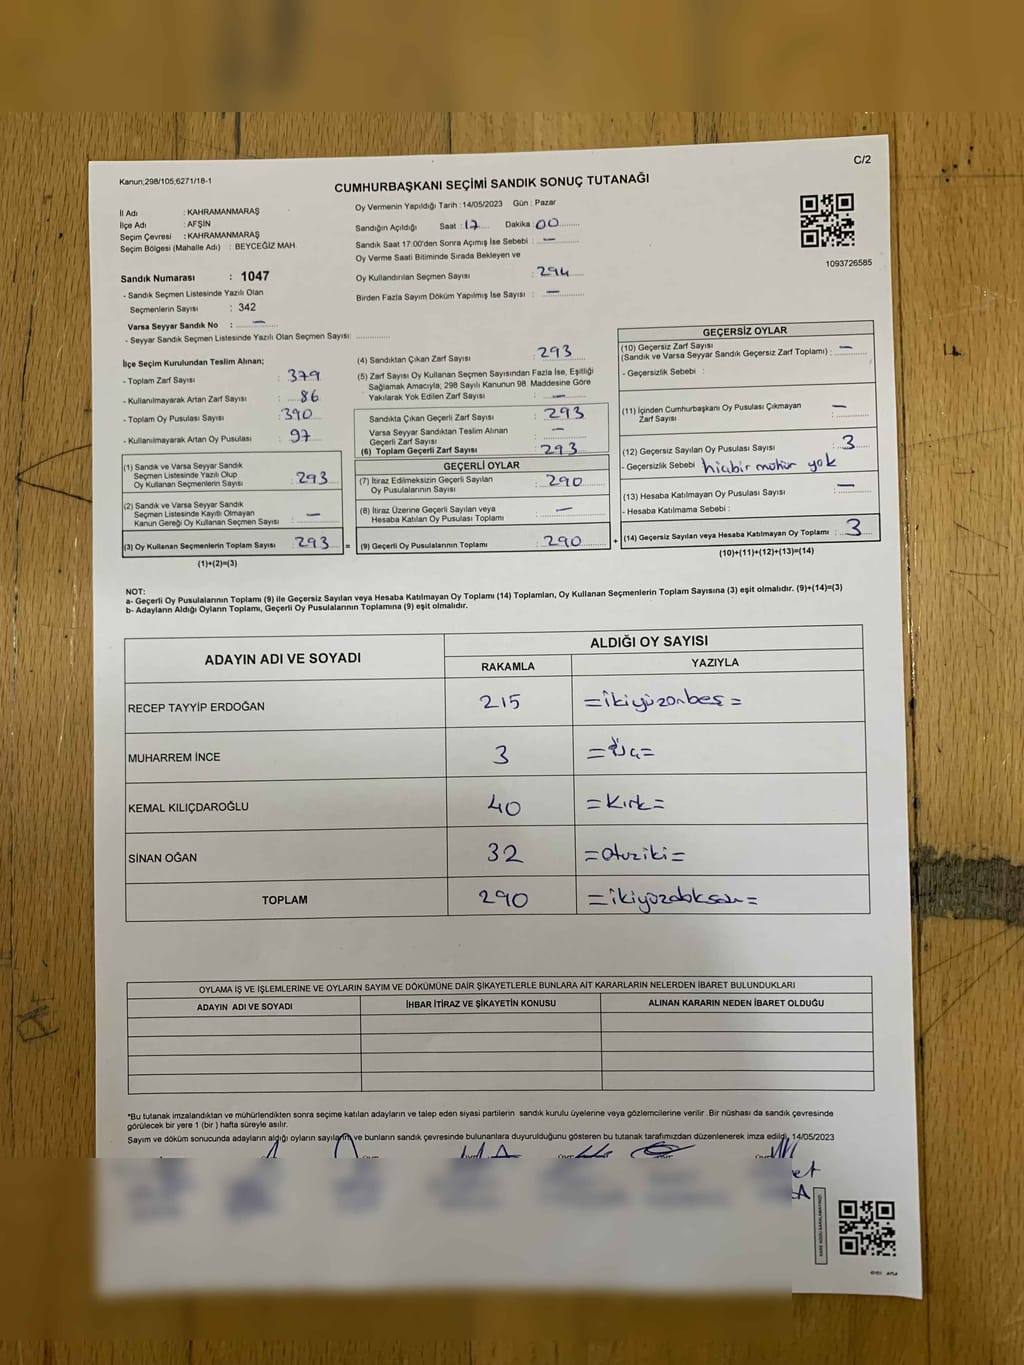 C/2
Kanun;298/105;6271/18-1
CUMHURBAŞKANI SEÇİMİ SANDIK SONUÇ TUTANAĞI
İl Adı : KAHRAMANMARAŞ
İlçe Adı : AFŞİN
Seçim Çevresi : KAHRAMANMARAŞ
Seçim Bölgesi (Mahalle Adı) : BEYCEĞİZ MAH.
Sandık Numarası : 1047
- Sandık Seçmen Listesinde Yazılı Olan
Seçmenlerin Sayısı : 342
Varsa Seyyar Sandık No : —
- Seyyar Sandık Seçmen Listesinde Yazılı Olan Seçmen Sayısı:
Oy Vermenin Yapıldığı Tarih : 14/05/2023 Gün : Pazar
Sandığın Açıldığı Saat : 17 Dakika : 00
Sandık Saat 17:00'den Sonra Açımış İse Sebebi : —
Oy Verme Saati Bitiminde Sırada Bekleyen ve
Oy Kullandırılan Seçmen Sayısı : 294
Birden Fazla Sayım Döküm Yapılmış İse Sayısı : —
1093726585
İlçe Seçim Kurulundan Teslim Alınan;
- Toplam Zarf Sayısı : 379
- Kullanılmayarak Artan Zarf Sayısı : 86
- Toplam Oy Pusulası Sayısı : 390
- Kullanılmayarak Artan Oy Pusulası : 97
(1) Sandık ve Varsa Seyyar Sandık
Seçmen Listesinde Yazılı Olup
Oy Kullanan Seçmenlerin Sayısı : 293
(2) Sandık ve Varsa Seyyar Sandık
Seçmen Listesinde Kayıtlı Olmayan
Kanun Gereği Oy Kullanan Seçmen Sayısı : —
(3) Oy Kullanan Seçmenlerin Toplam Sayısı : 293 =
(1)+(2)=(3)
(4) Sandıktan Çıkan Zarf Sayısı : 293
(5) Zarf Sayısı Oy Kullanan Seçmen Sayısından Fazla İse, Eşitliği
Sağlamak Amacıyla; 298 Sayılı Kanunun 98. Maddesine Göre
Yakılarak Yok Edilen Zarf Sayısı : —
Sandıkta Çıkan Geçerli Zarf Sayısı : 293
Varsa Seyyar Sandıktan Teslim Alınan
Geçerli Zarf Sayısı : —
(6) Toplam Geçerli Zarf Sayısı : 293
GEÇERLİ OYLAR
(7) İtiraz Edilmeksizin Geçerli Sayılan
Oy Pusulalarının Sayısı : 290
(8) İtiraz Üzerine Geçerli Sayılan veya
Hesaba Katılan Oy Pusulası Toplamı : —
(9) Geçerli Oy Pusulalarının Toplamı : 290 +
GEÇERSİZ OYLAR
(10) Geçersiz Zarf Sayısı
(Sandık ve Varsa Seyyar Sandık Geçersiz Zarf Toplamı) : —
- Geçersizlik Sebebi :
(11) İçinden Cumhurbaşkanı Oy Pusulası Çıkmayan
Zarf Sayısı : —
(12) Geçersiz Sayılan Oy Pusulası Sayısı : 3
- Geçersizlik Sebebi hiçbir mühür yok
(13) Hesaba Katılmayan Oy Pusulası Sayısı : —
- Hesaba Katılmama Sebebi :
(14) Geçersiz Sayılan veya Hesaba Katılmayan Oy Toplamı : 3
(10)+(11)+(12)+(13)=(14)
NOT:
a- Geçerli Oy Pusulalarının Toplamı (9) ile Geçersiz Sayılan veya Hesaba Katılmayan Oy Toplamı (14) Toplamları, Oy Kullanan Seçmenlerin Toplam Sayısına (3) eşit olmalıdır. (9)+(14)=(3)
b- Adayların Aldığı Oyların Toplamı, Geçerli Oy Pusulalarının Toplamına (9) eşit olmalıdır.
ADAYIN ADI VE SOYADI ALDIĞI OY SAYISI
RAKAMLA YAZIYLA
RECEP TAYYİP ERDOĞAN 215 =ikiyüzonbeş=
MUHARREM İNCE 3 =üç=
KEMAL KILIÇDAROĞLU 40 =Kırk=
SİNAN OĞAN 32 =Otuziki=
TOPLAM 290 =ikiyüzdoksan=
OYLAMA İŞ VE İŞLEMLERİNE VE OYLARIN SAYIM VE DÖKÜMÜNE DAİR ŞİKAYETLERLE BUNLARA AİT KARARLARIN NELERDEN İBARET BULUNDUKLARI
ADAYIN ADI VE SOYADI İHBAR İTİRAZ VE ŞİKAYETİN KONUSU ALINAN KARARIN NEDEN İBARET OLDUĞU
*Bu tutanak imzalandıktan ve mühürlendikten sonra seçime katılan adayların ve talep eden siyasi partilerin sandık kurulu üyelerine veya gözlemcilerine verilir .Bir nüshası da sandık çevresinde
görülecek bir yere 1 (bir ) hafta süreyle asılır.
Sayım ve döküm sonucunda adayların aldığı oyların sayıların ve bunların sandık çevresinde bulunanlara duyurulduğunu gösteren bu tutanak tarafımızdan düzenlenerek imza edildi. 14/05/2023